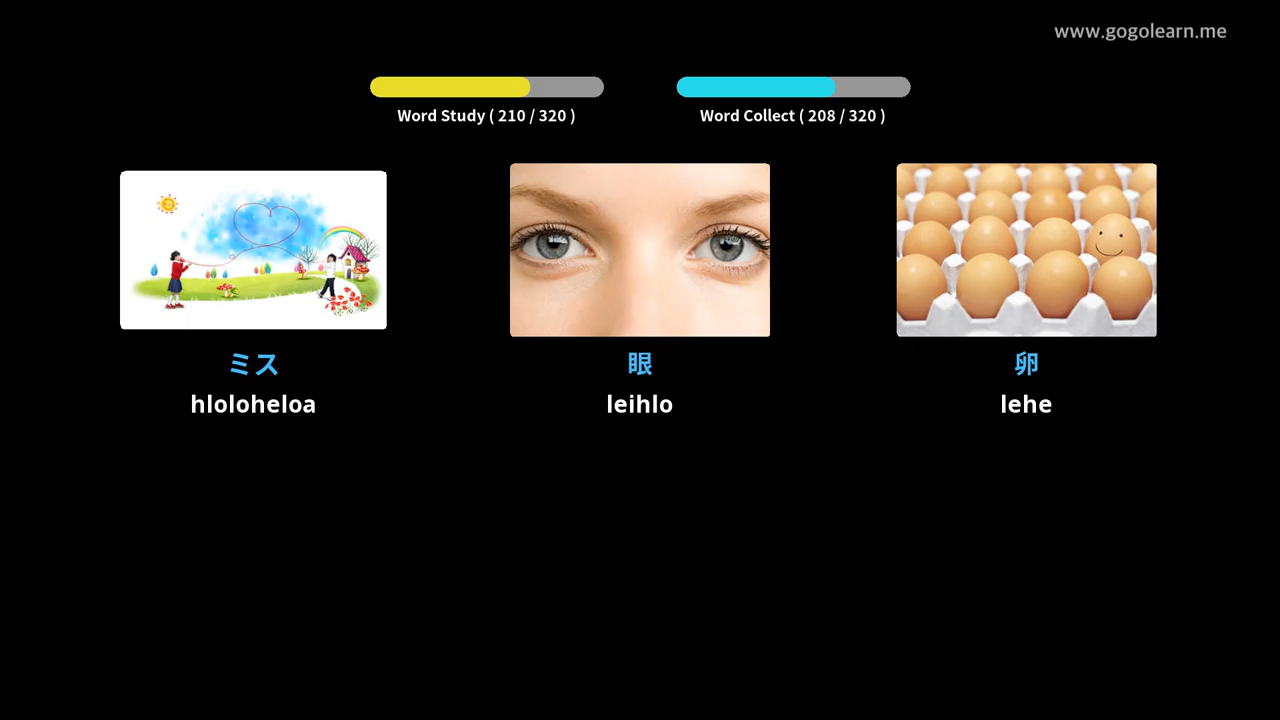 www.gogolearn.me
Word Study ( 210 / 320 )
Word Collect ( 208 / 320 )
ミス
眼
卵
hloloheloa
leihlo
lehe